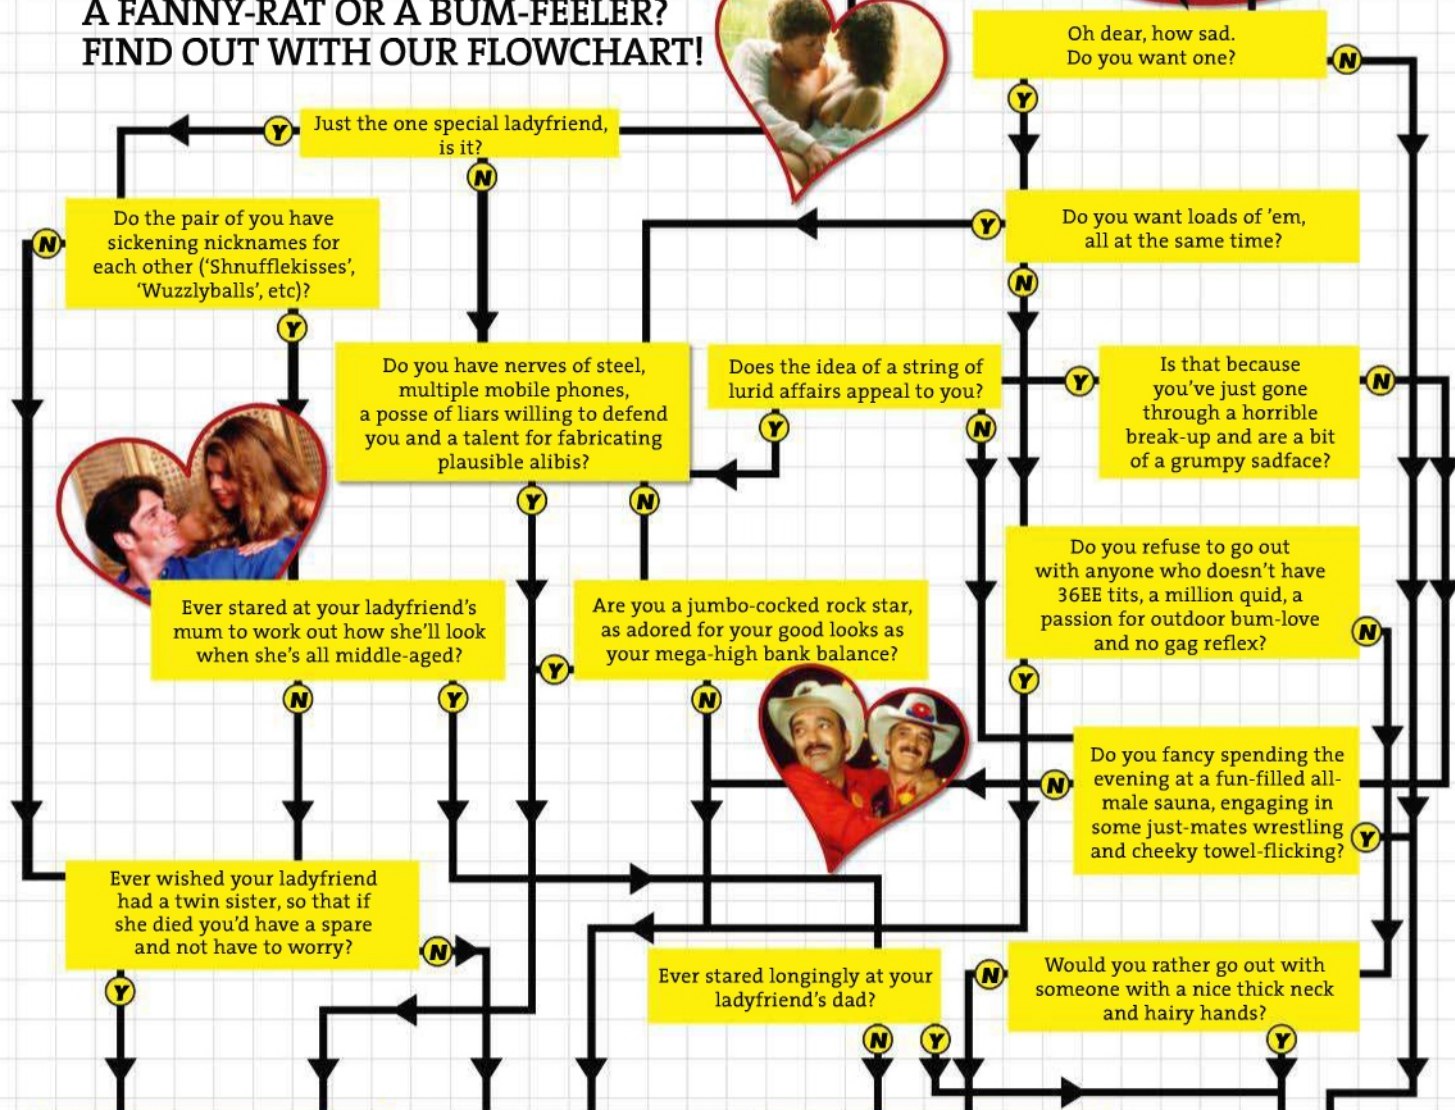 A FANNY-RAT OR A BUM-FEELER?
FIND OUT WITH OUR FLOWCHART!
Oh dear, how sad.
Do you want one?
N
Y
Just the one special ladyfriend,
is it?
Y
N
Do the pair of you have
sickening nicknames for
each other (‘Shnufflekisses’,
‘Wuzzlyballs’, etc)?
N
Y
Do you want loads of ’em,
all at the same time?
Y
N
Do you have nerves of steel,
multiple mobile phones,
a posse of liars willing to defend
you and a talent for fabricating
plausible alibis?
Y
N
Does the idea of a string of
lurid affairs appeal to you?
Y
N
Is that because
you’ve just gone
through a horrible
break-up and are a bit
of a grumpy sadface?
Y
N
Do you refuse to go out
with anyone who doesn’t have
36EE tits, a million quid, a
passion for outdoor bum-love
and no gag reflex?
N
Y
Ever stared at your ladyfriend’s
mum to work out how she’ll look
when she’s all middle-aged?
N
Y
Are you a jumbo-cocked rock star,
as adored for your good looks as
your mega-high bank balance?
Y
N
Do you fancy spending the
evening at a fun-filled all-
male sauna, engaging in
some just-mates wrestling
and cheeky towel-flicking?
N
Y
Ever wished your ladyfriend
had a twin sister, so that if
she died you’d have a spare
and not have to worry?
N
Y
Ever stared longingly at your
ladyfriend’s dad?
N
Y
Would you rather go out with
someone with a nice thick neck
and hairy hands?
N
Y